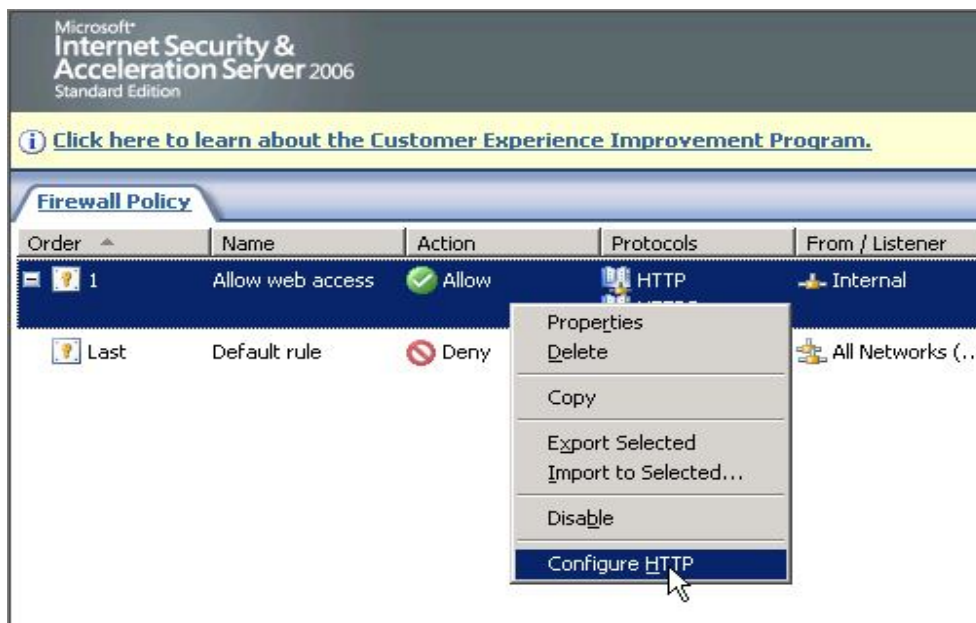 Microsoft®
Internet Security &
Acceleration Server 2006
Standard Edition
Click here to learn about the Customer Experience Improvement Program.
Firewall Policy
Order Name Action Protocols From / Listener
1 Allow web access Allow HTTP Internal
Last Default rule Deny All Networks (...
Properties
Delete
Copy
Export Selected
Import to Selected...
Disable
Configure HTTP